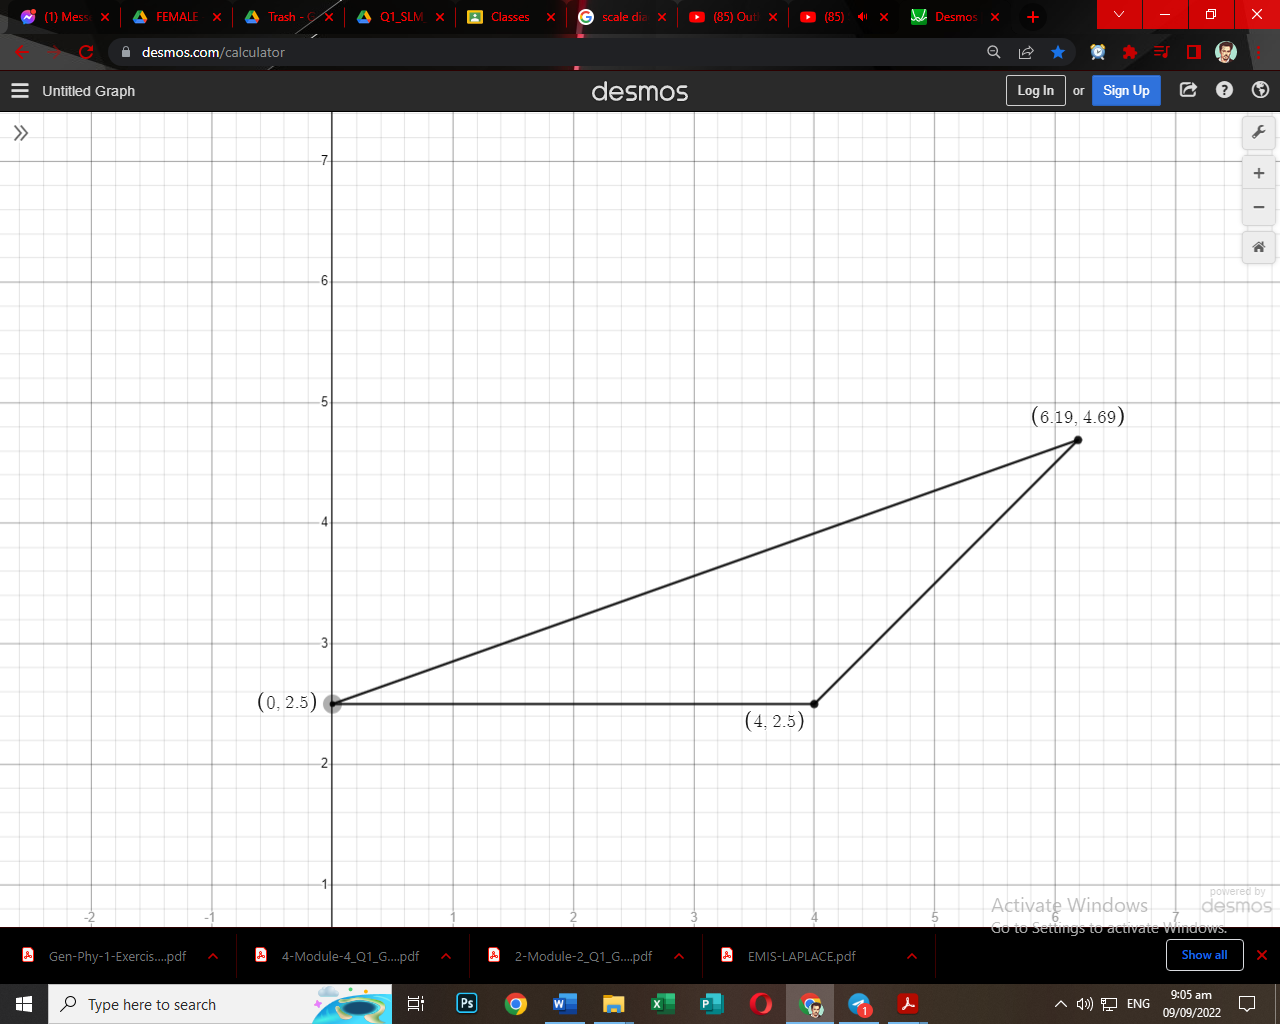 (1) Mess
FEMALE
Trash - G
Q1_SLM
Classes
scale dia
(85) Outl
(85)
Desmos
desmos.com/calculator
Untitled Graph
desmos
Log In or Sign Up
7
6
5
(6.19, 4.69)
4
3
(0, 2.5)
(4, 2.5)
2
1
-2 -1 1 2 3 4 5 6 7
powered by
desmos
Activate Windows
Go to Settings to activate Windows.
Gen-Phy-1-Exercis....pdf
4-Module-4_Q1_G....pdf
2-Module-2_Q1_G....pdf
EMIS-LAPLACE.pdf
Show all
Type here to search
Ps
1
ENG
9:05 am
09/09/2022